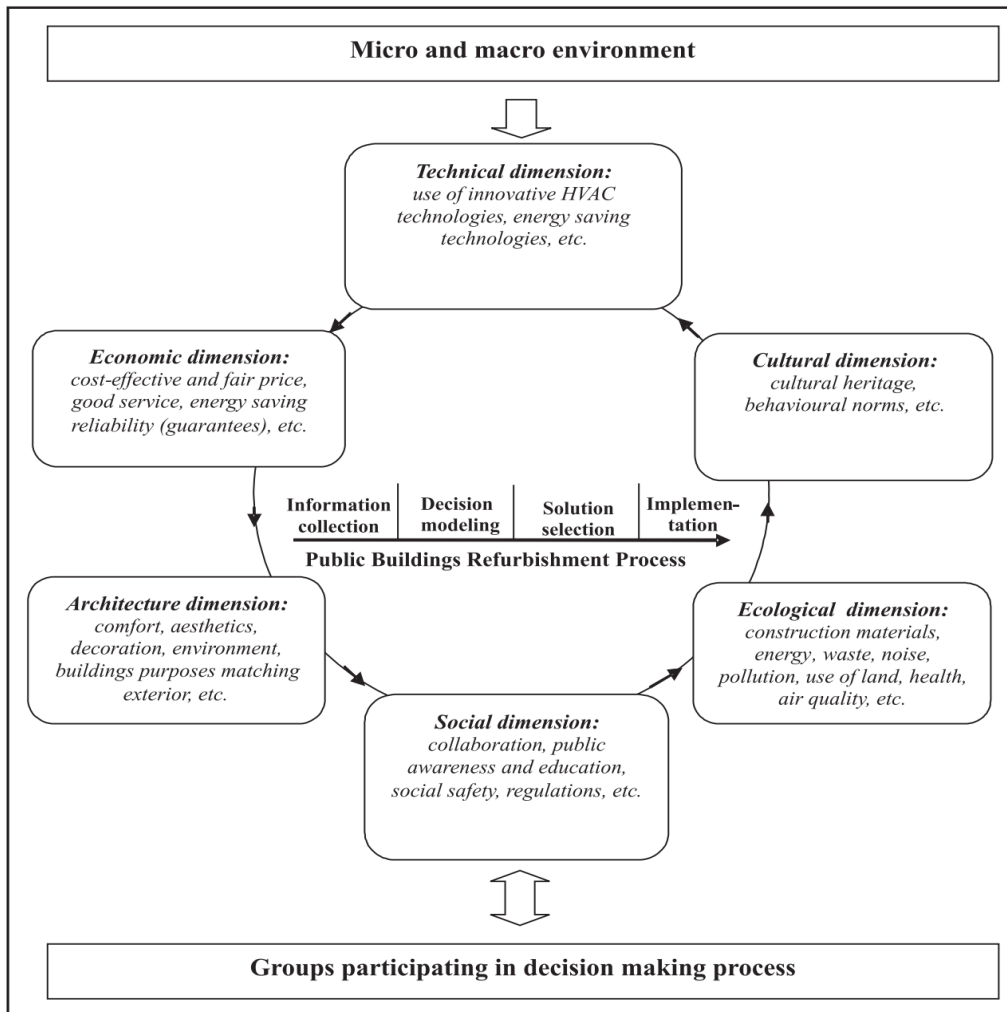 Micro and macro environment
Technical dimension:
use of innovative HVAC
technologies, energy saving
technologies, etc.
Economic dimension:
cost-effective and fair price,
good service, energy saving
reliability (guarantees), etc.
Cultural dimension:
cultural heritage,
behavioural norms, etc.
Information
collection
Decision
modeling
Solution
selection
Implemen-
tation
Public Buildings Refurbishment Process
Architecture dimension:
comfort, aesthetics,
decoration, environment,
buildings purposes matching
exterior, etc.
Ecological dimension:
construction materials,
energy, waste, noise,
pollution, use of land, health,
air quality, etc.
Social dimension:
collaboration, public
awareness and education,
social safety, regulations, etc.
Groups participating in decision making process